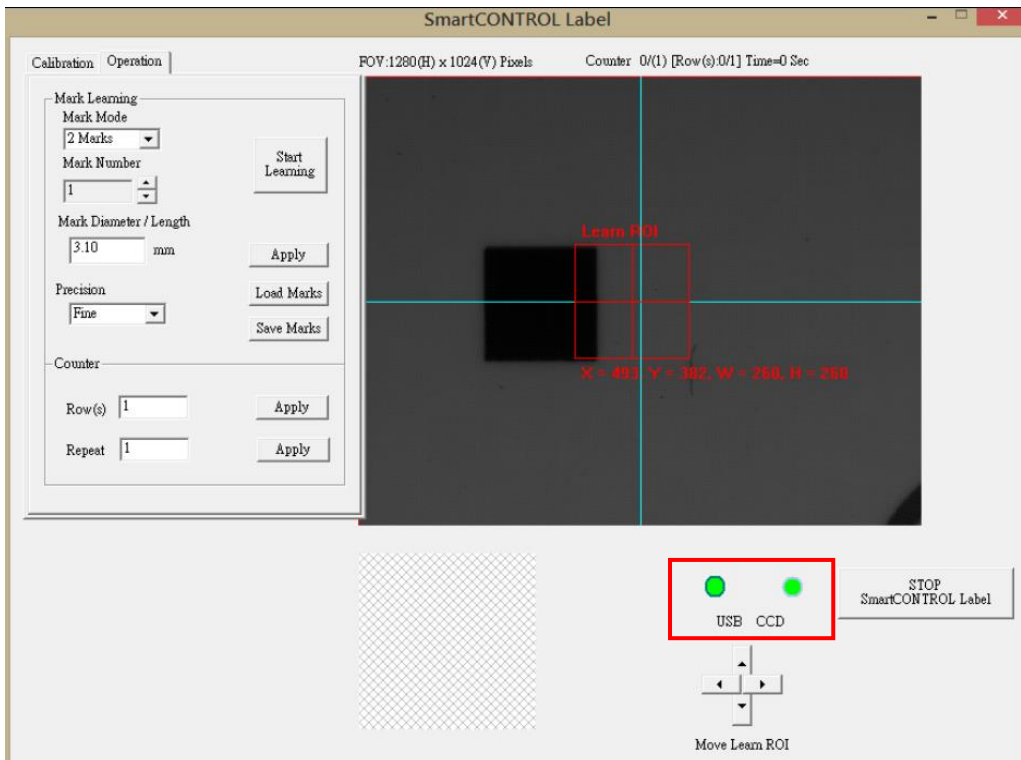 SmartCONTROL Label
Calibration Operation
FOV:1280(H) x 1024(V) Pixels Counter 0/(1) [Row(s):0/1] Time=0 Sec
Mark Learning
Mark Mode
2 Marks
Start
Learning
Mark Number
1
Mark Diameter / Length
3.10 mm
Apply
Precision
Fine
Load Marks
Save Marks
Counter
Row(s) 1 Apply
Repeat 1 Apply
Learn ROI
X = 493, Y = 382, W = 260, H = 260
USB CCD
STOP
SmartCONTROL Label
Move Learn ROI